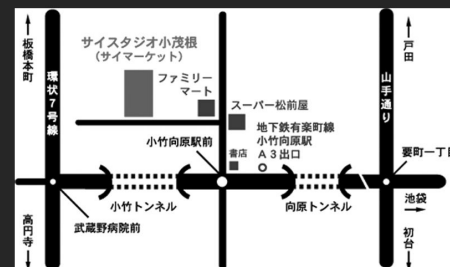 板橋本町
環状7号線
サイスタジオ小茂根
（サイマーケット）
ファミリー
マート
スーパー松前屋
地下鉄有楽町線
小竹向原駅
A3出口
書店
小竹向原駅前
山手通り
戸田
要町一丁目
池袋
初台
小竹トンネル
向原トンネル
武蔵野病院前
高円寺